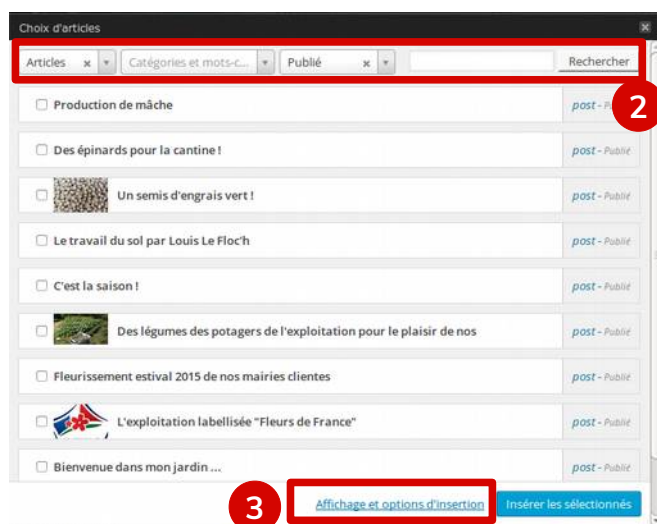 Choix d'articles
Articles x Catégories et mots-c... Publié x Rechercher
2
Production de mâche post -
Des épinards pour la cantine ! post - Publié
Un semis d'engrais vert ! post - Publié
Le travail du sol par Louis Le Floc'h post - Publié
C'est la saison ! post - Publié
Des légumes des potagers de l'exploitation pour le plaisir de nos post - Publié
Fleurissement estival 2015 de nos mairies clientes post - Publié
L'exploitation labellisée "Fleurs de France" post - Publié
Bienvenue dans mon jardin ... post - Publié
3 Affichage et options d'insertion Insérer les sélectionnés